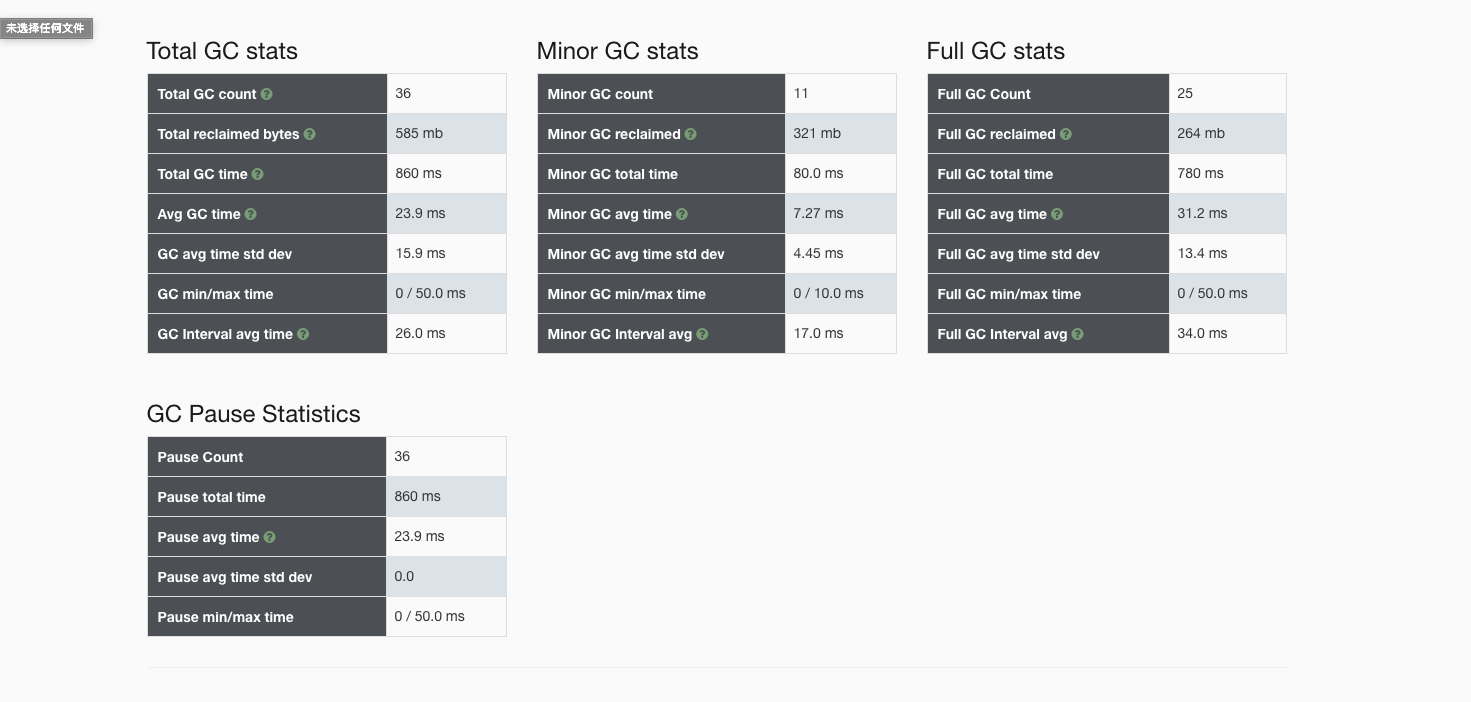 未选择任何文件
Total GC stats
Total GC count 36
Total reclaimed bytes 585 mb
Total GC time 860 ms
Avg GC time 23.9 ms
GC avg time std dev 15.9 ms
GC min/max time 0 / 50.0 ms
GC Interval avg time 26.0 ms
Minor GC stats
Minor GC count 11
Minor GC reclaimed 321 mb
Minor GC total time 80.0 ms
Minor GC avg time 7.27 ms
Minor GC avg time std dev 4.45 ms
Minor GC min/max time 0 / 10.0 ms
Minor GC Interval avg 17.0 ms
Full GC stats
Full GC Count 25
Full GC reclaimed 264 mb
Full GC total time 780 ms
Full GC avg time 31.2 ms
Full GC avg time std dev 13.4 ms
Full GC min/max time 0 / 50.0 ms
Full GC Interval avg 34.0 ms
GC Pause Statistics
Pause Count 36
Pause total time 860 ms
Pause avg time 23.9 ms
Pause avg time std dev 0.0
Pause min/max time 0 / 50.0 ms